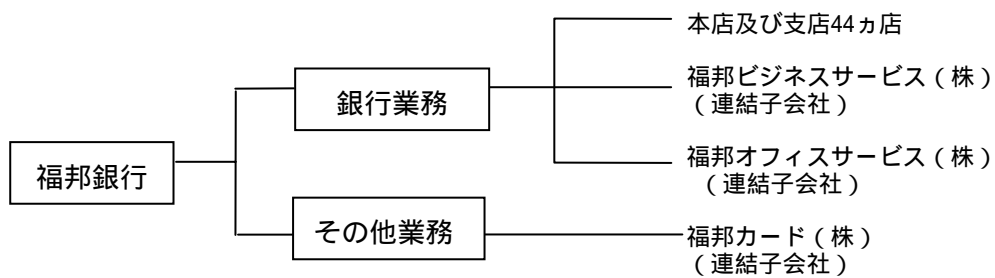 本店及び支店44ヵ店
銀行業務
福邦ビジネスサービス（株）
（連結子会社）
福邦銀行
福邦オフィスサービス（株）
（連結子会社）
その他業務
福邦カード（株）
（連結子会社）